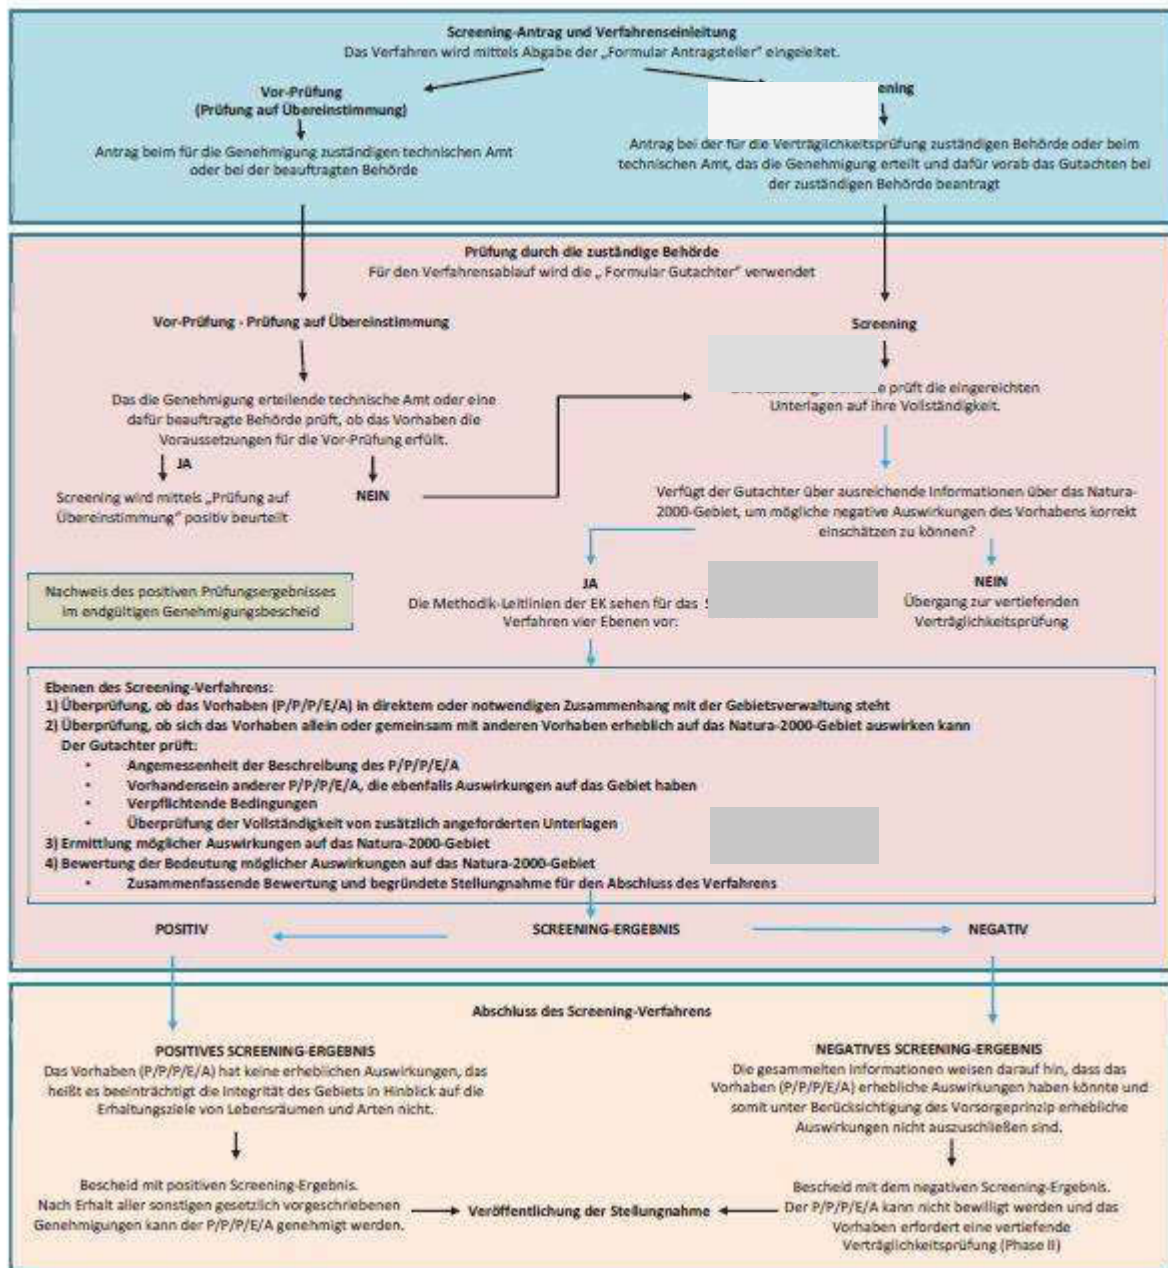 Screening-Antrag und Verfahrenseinleitung
Das Verfahren wird mittels Abgabe der „Formular Antragsteller" eingeleitet.
Vor-Prüfung
(Prüfung auf Übereinstimmung)
Antrag beim für die Genehmigung zuständigen technischen Amt
oder bei der beauftragten Behörde
Antrag bei der für die Verträglichkeitsprüfung zuständigen Behörde oder beim
technischen Amt, das die Genehmigung erteilt und dafür vorab das Gutachten bei
der zuständigen Behörde beantragt
Prüfung durch die zuständige Behörde
Für den Verfahrensablauf wird die „ Formular Gutachter" verwendet
Vor-Prüfung - Prüfung auf Übereinstimmung
Das die Genehmigung erteilende technische Amt oder eine
dafür beauftragte Behörde prüft, ob das Vorhaben die
Voraussetzungen für die Vor-Prüfung erfüllt.
JA
NEIN
Screening wird mittels „Prüfung auf
Übereinstimmung" positiv beurteilt
Nachweis des positiven Prüfungsergebnisses
im endgültigen Genehmigungsbescheid
Screening
prüft die eingereichten
Unterlagen auf ihre Vollständigkeit.
Verfügt der Gutachter über ausreichende Informationen über das Natura-
2000-Gebiet, um mögliche negative Auswirkungen des Vorhabens korrekt
einschätzen zu können?
JA
Die Methodik-Leitlinien der EK sehen für das
Verfahren vier Ebenen vor:
NEIN
Übergang zur vertiefenden
Verträglichkeitsprüfung
Ebenen des Screening-Verfahrens:
1) Überprüfung, ob das Vorhaben (P/P/P/E/A) in direktem oder notwendigen Zusammenhang mit der Gebietsverwaltung steht
2) Überprüfung, ob sich das Vorhaben allein oder gemeinsam mit anderen Vorhaben erheblich auf das Natura-2000-Gebiet auswirken kann
Der Gutachter prüft:
• Angemessenheit der Beschreibung des P/P/P/E/A
• Vorhandensein anderer P/P/P/E/A, die ebenfalls Auswirkungen auf das Gebiet haben
• Verpflichtende Bedingungen
• Überprüfung der Vollständigkeit von zusätzlich angeforderten Unterlagen
3) Ermittlung möglicher Auswirkungen auf das Natura-2000-Gebiet
4) Bewertung der Bedeutung möglicher Auswirkungen auf das Natura-2000-Gebiet
• Zusammenfassende Bewertung und begründete Stellungnahme für den Abschluss des Verfahrens
POSITIV
SCREENING-ERGEBNIS
NEGATIV
Abschluss des Screening-Verfahrens
POSITIVES SCREENING-ERGEBNIS
Das Vorhaben (P/P/P/E/A) hat keine erheblichen Auswirkungen, das
heißt es beeinträchtigt die Integrität des Gebiets in Hinblick auf die
Erhaltungsziele von Lebensräumen und Arten nicht.
Bescheid mit positiven Screening-Ergebnis.
Nach Erhalt aller sonstigen gesetzlich vorgeschriebenen
Genehmigungen kann der P/P/P/E/A genehmigt werden.
Veröffentlichung der Stellungnahme
NEGATIVES SCREENING-ERGEBNIS
Die gesammelten Informationen weisen darauf hin, dass das
Vorhaben (P/P/P/E/A) erhebliche Auswirkungen haben könnte und
somit unter Berücksichtigung des Vorsorgeprinzip erhebliche
Auswirkungen nicht auszuschließen sind.
Bescheid mit dem negativen Screening-Ergebnis.
Der P/P/P/E/A kann nicht bewilligt werden und das
Vorhaben erfordert eine vertiefende
Verträglichkeitsprüfung (Phase II)